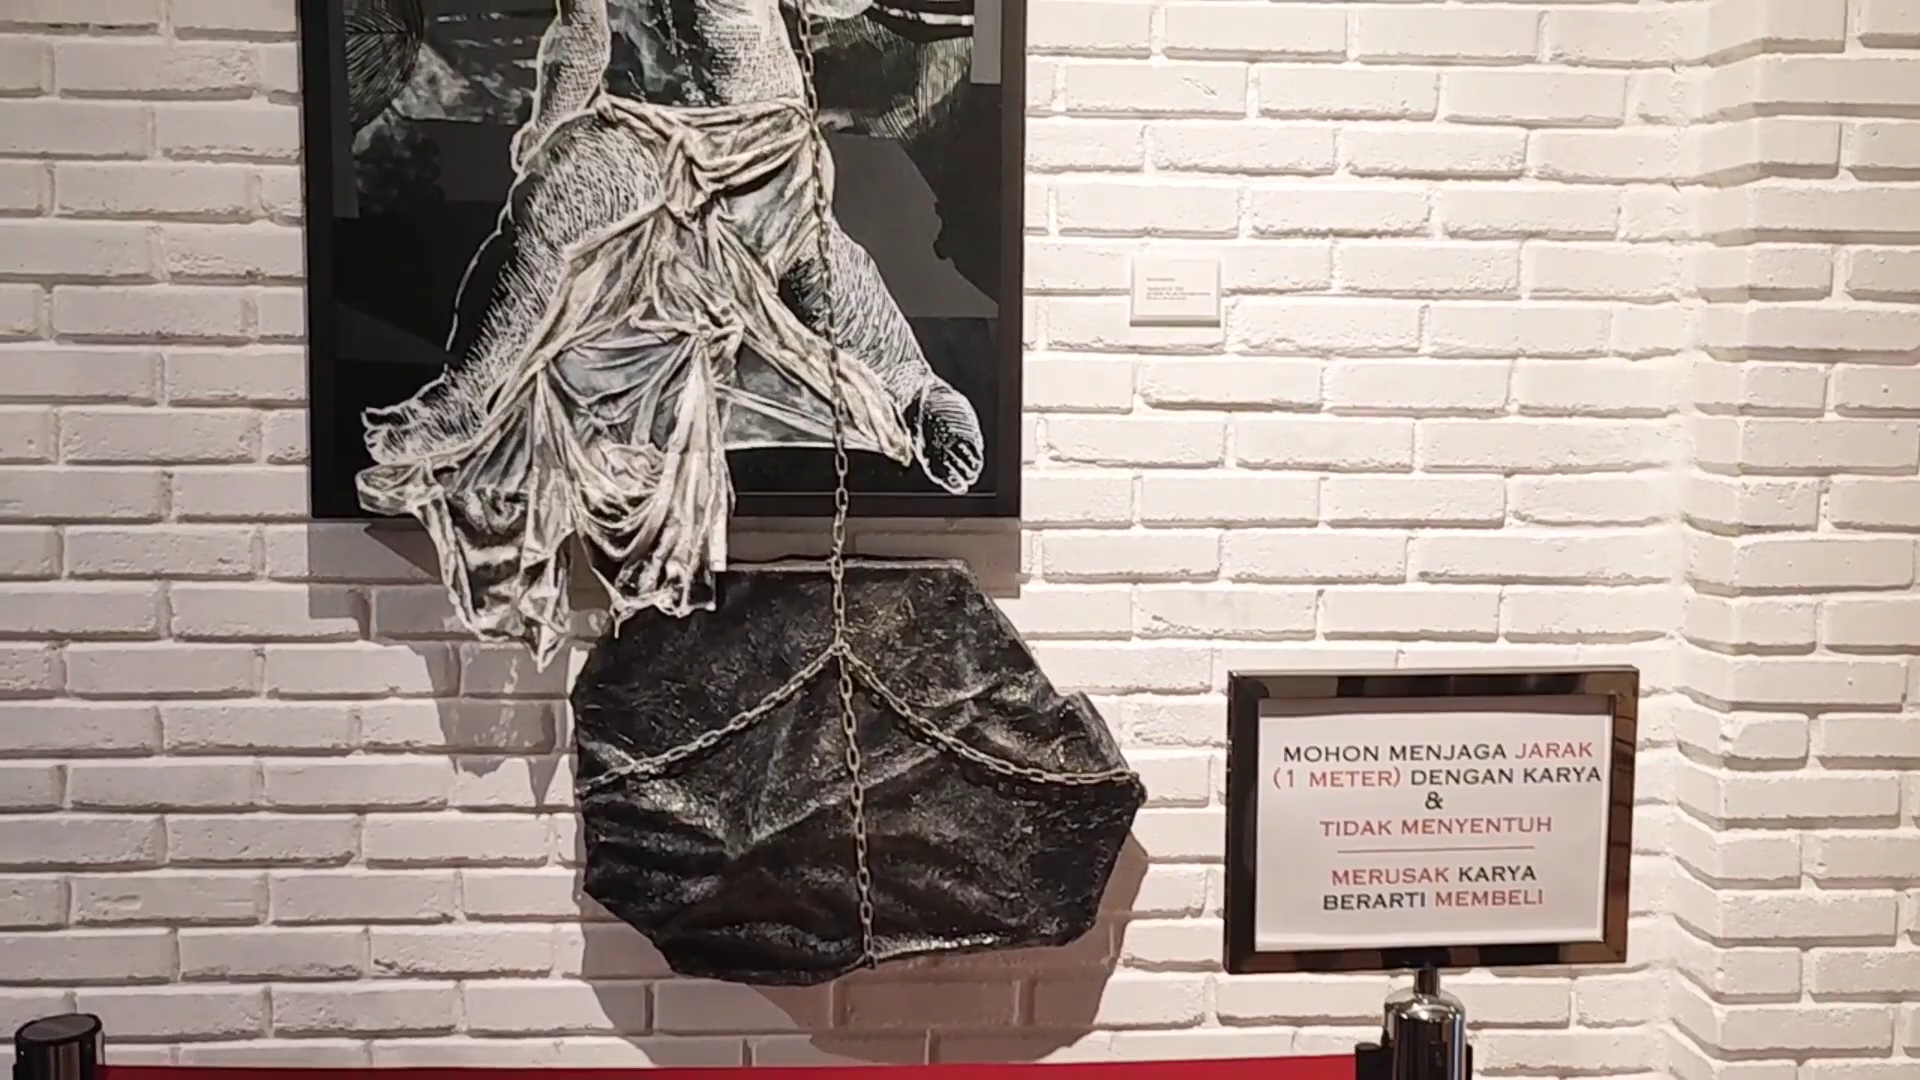 MOHON MENJAGA JARAK
(1 METER) DENGAN KARYA
&
TIDAK MENYENTUH
MERUSAK KARYA
BERARTI MEMBELI